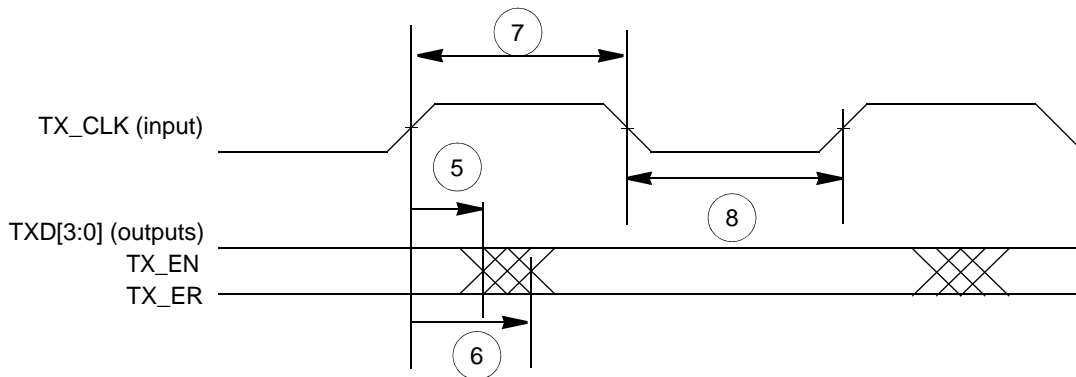 7
TX_CLK (input)
5
8
TXD[3:0] (outputs)
TX_EN
TX_ER
6